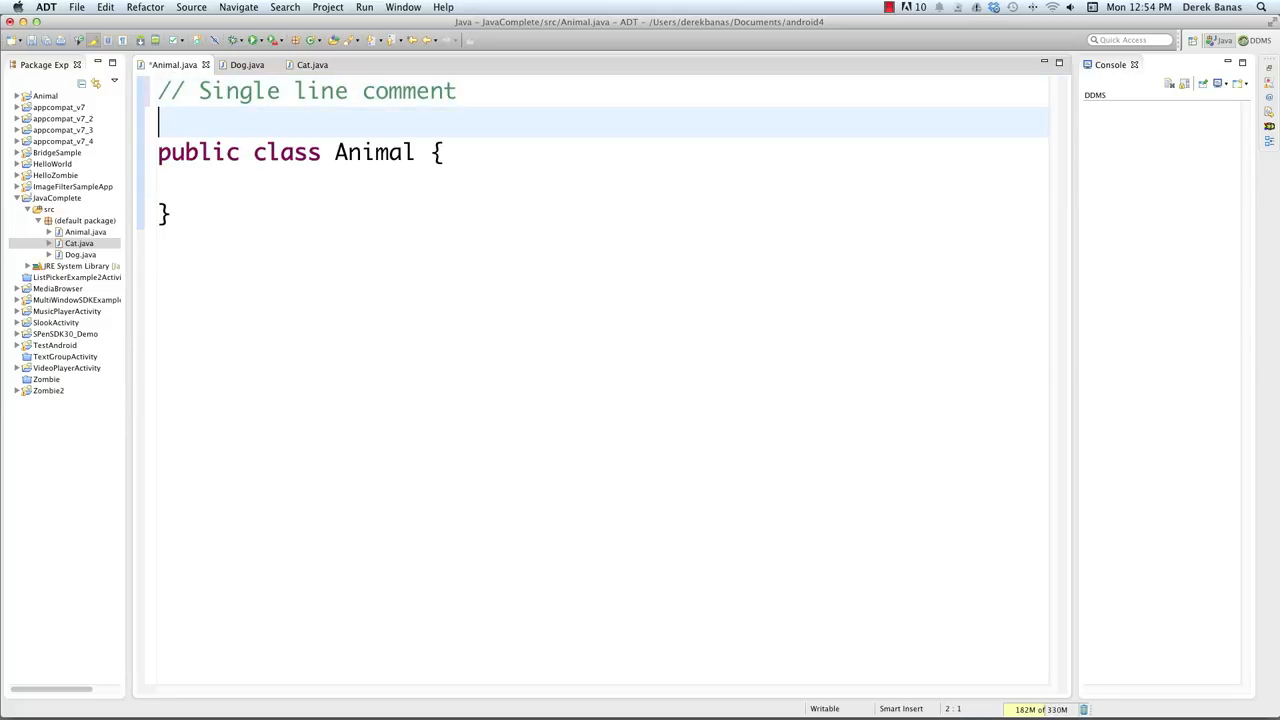 ADT File Edit Refactor Source Navigate Search Project Run Window Help 10 Mon 12:54 PM Derek Banas
Java – JavaComplete/src/Animal.java – ADT – /Users/derekbanas/Documents/android4
Quick Access Java DDMS
Package Exp *Animal.java Dog.java Cat.java Console
DDMS
Animal
appcompat_v7
appcompat_v7_2
appcompat_v7_3
appcompat_v7_4
BridgeSample
HelloWorld
HelloZombie
ImageFilterSampleApp
JavaComplete
src
(default package)
Animal.java
Cat.java
Dog.java
JRE System Library [Ja
ListPickerExample2Activi
MediaBrowser
MultiWindowSDKExample
MusicPlayerActivity
SlookActivity
SPenSDK30_Demo
TestAndroid
TextGroupActivity
VideoPlayerActivity
Zombie
Zombie2
// Single line comment
public class Animal {
}
Writable Smart Insert 2 : 1 182M of 330M